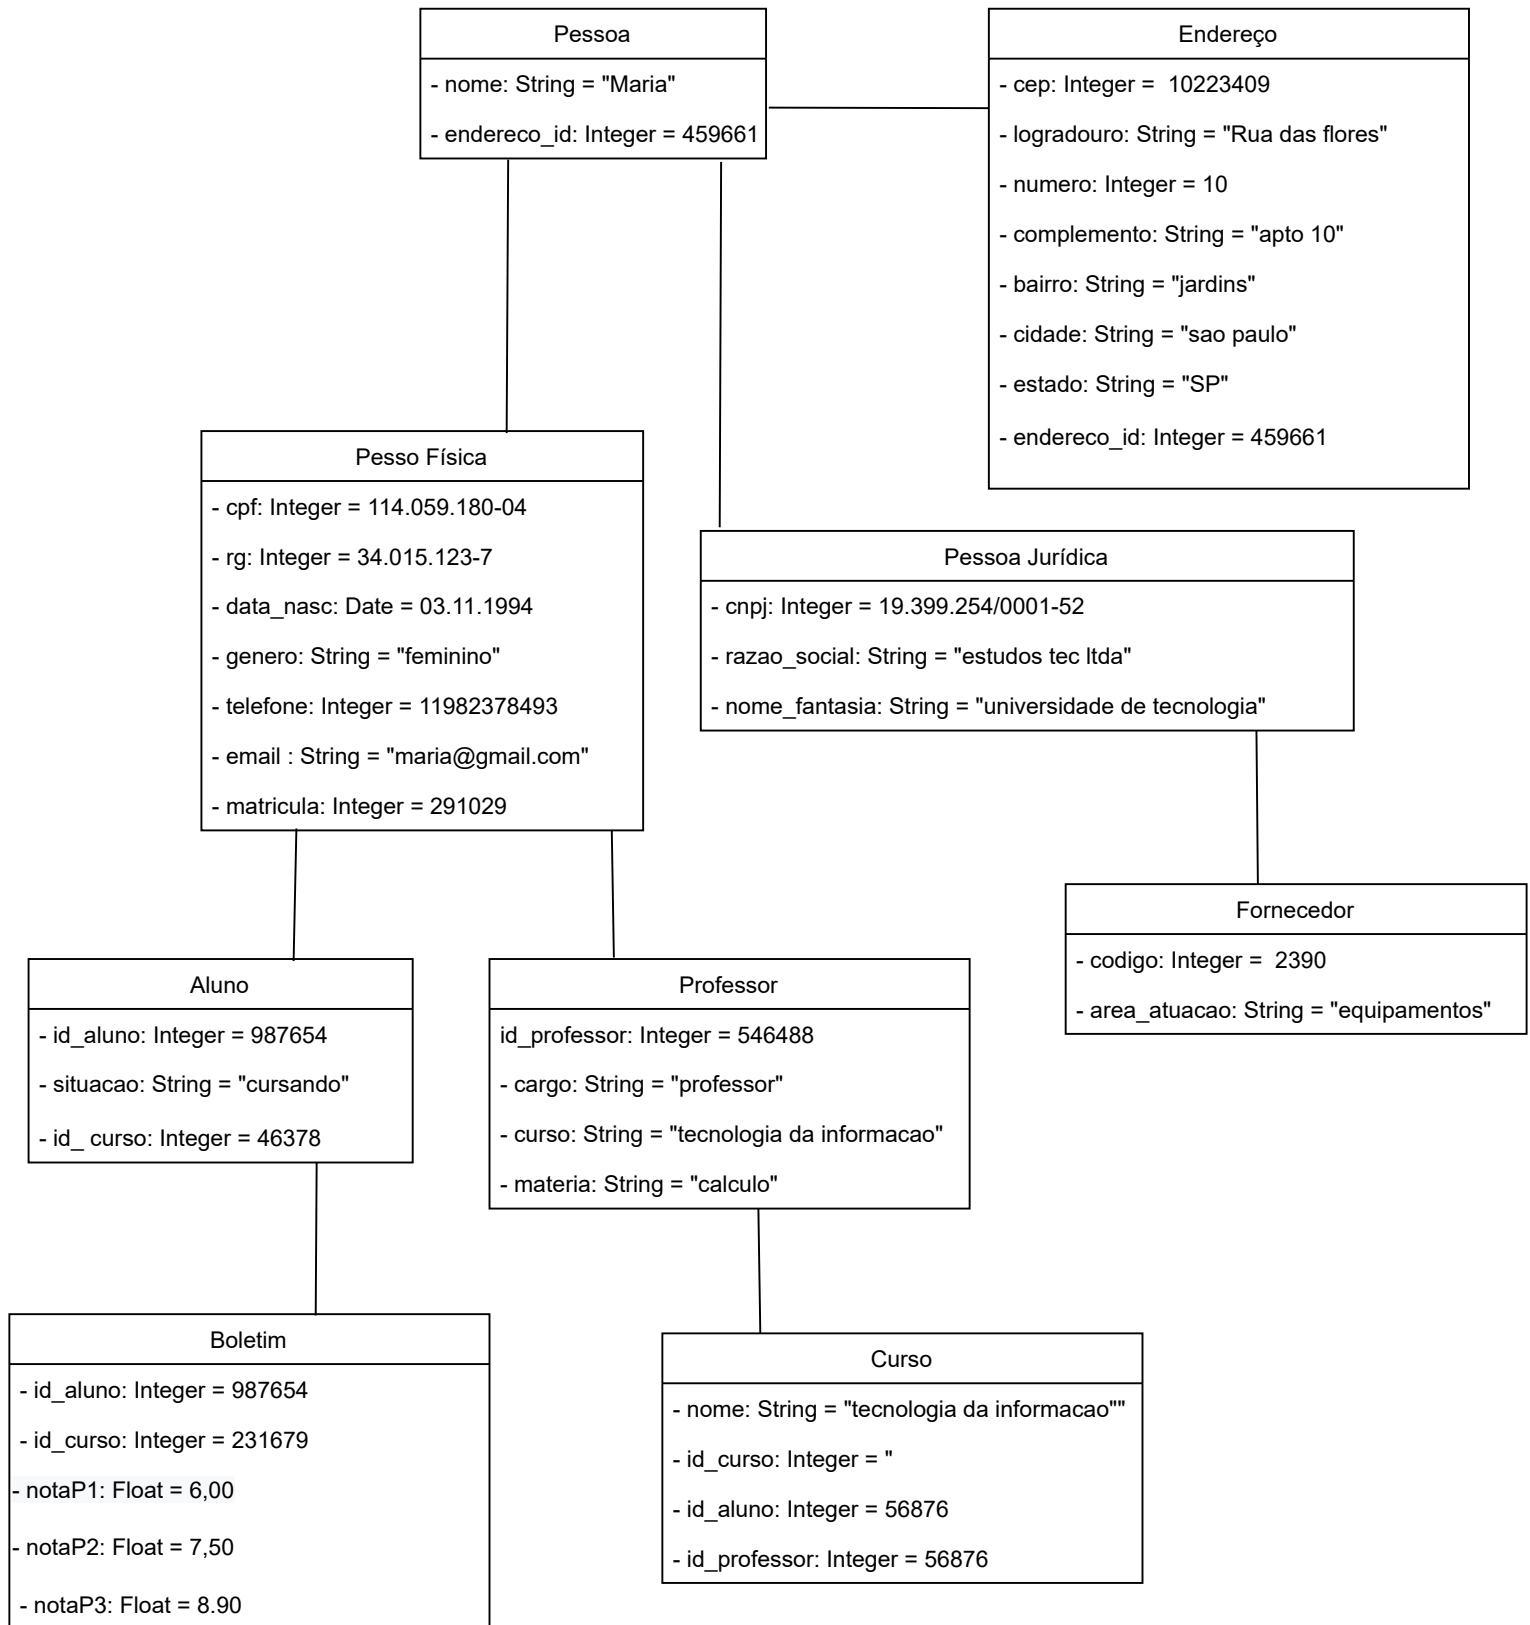 Pessoa
- nome: String = "Maria"
- endereco_id: Integer = 459661
Endereço
- cep: Integer =  10223409
- logradouro: String = "Rua das flores"
- numero: Integer = 10
- complemento: String = "apto 10"
- bairro: String = "jardins"
- cidade: String = "sao paulo"
- estado: String = "SP"
- endereco_id: Integer = 459661
Pesso Física
- cpf: Integer = 114.059.180-04
- rg: Integer = 34.015.123-7
- data_nasc: Date = 03.11.1994
- genero: String = "feminino"
- telefone: Integer = 11982378493
- email : String = "maria@gmail.com"
- matricula: Integer = 291029
Pessoa Jurídica
- cnpj: Integer = 19.399.254/0001-52
- razao_social: String = "estudos tec ltda"
- nome_fantasia: String = "universidade de tecnologia"
Fornecedor
- codigo: Integer =  2390
- area_atuacao: String = "equipamentos"
Aluno
- id_aluno: Integer = 987654
- situacao: String = "cursando"
- id_ curso: Integer = 46378
Professor
id_professor: Integer = 546488
- cargo: String = "professor"
- curso: String = "tecnologia da informacao"
- materia: String = "calculo"
Boletim
- id_aluno: Integer = 987654
- id_curso: Integer = 231679
- notaP1: Float = 6,00
- notaP2: Float = 7,50
- notaP3: Float = 8.90
Curso
- nome: String = "tecnologia da informacao""
- id_curso: Integer = "
- id_aluno: Integer = 56876
- id_professor: Integer = 56876